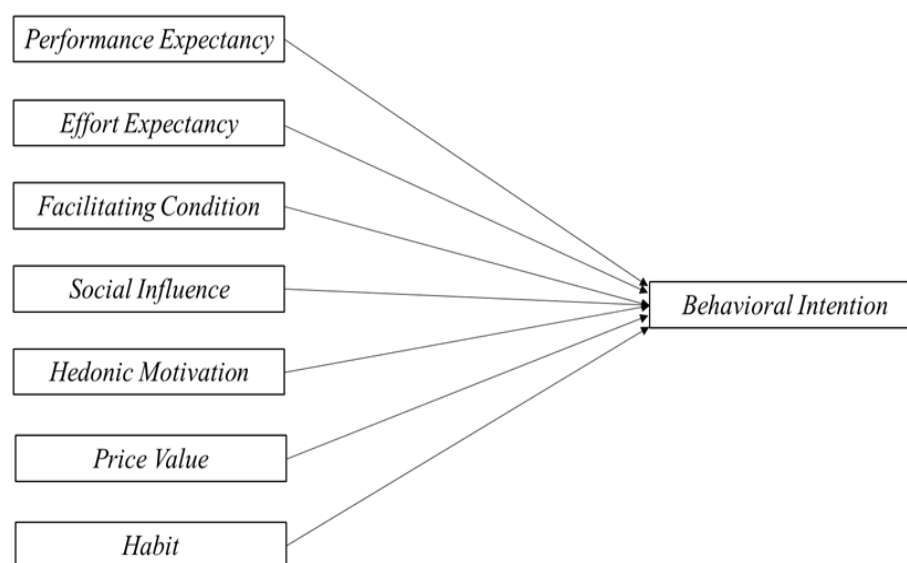 Performance Expectancy
Effort Expectancy
Facilitating Condition
Social Influence
Behavioral Intention
Hedonic Motivation
Price Value
Habit